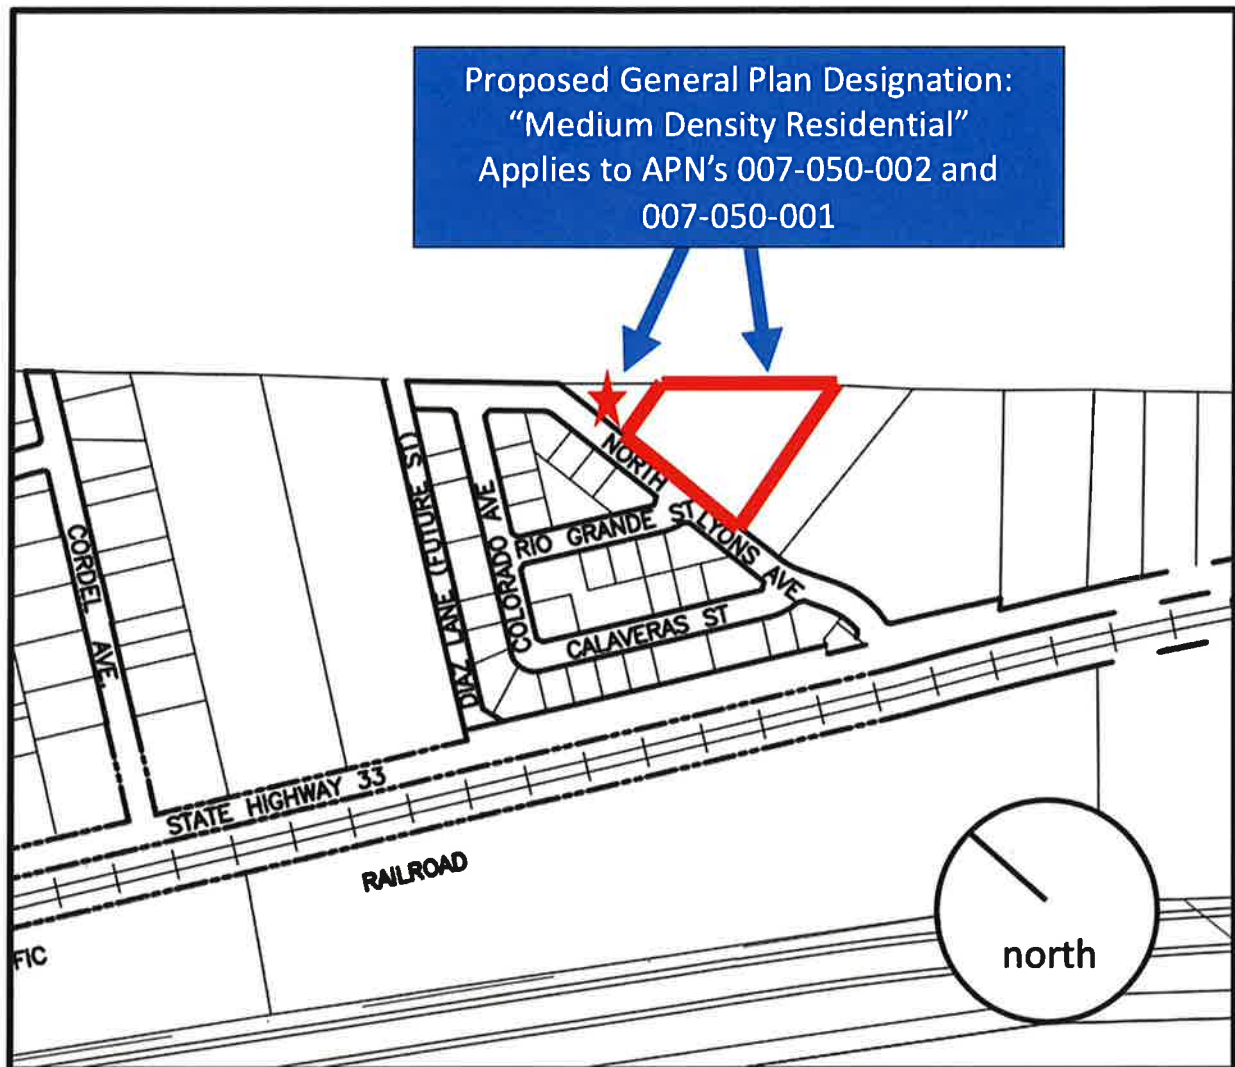 Proposed General Plan Designation:
“Medium Density Residential”
Applies to APN’s 007-050-002 and
007-050-001
NORTH LYONS AVE
RIO GRANDE ST
COLORADO AVE
DIAZ LANE (FUTURE ST)
CALAVERAS ST
CORDEL AVE.
STATE HIGHWAY 33
RAILROAD
FIC
north